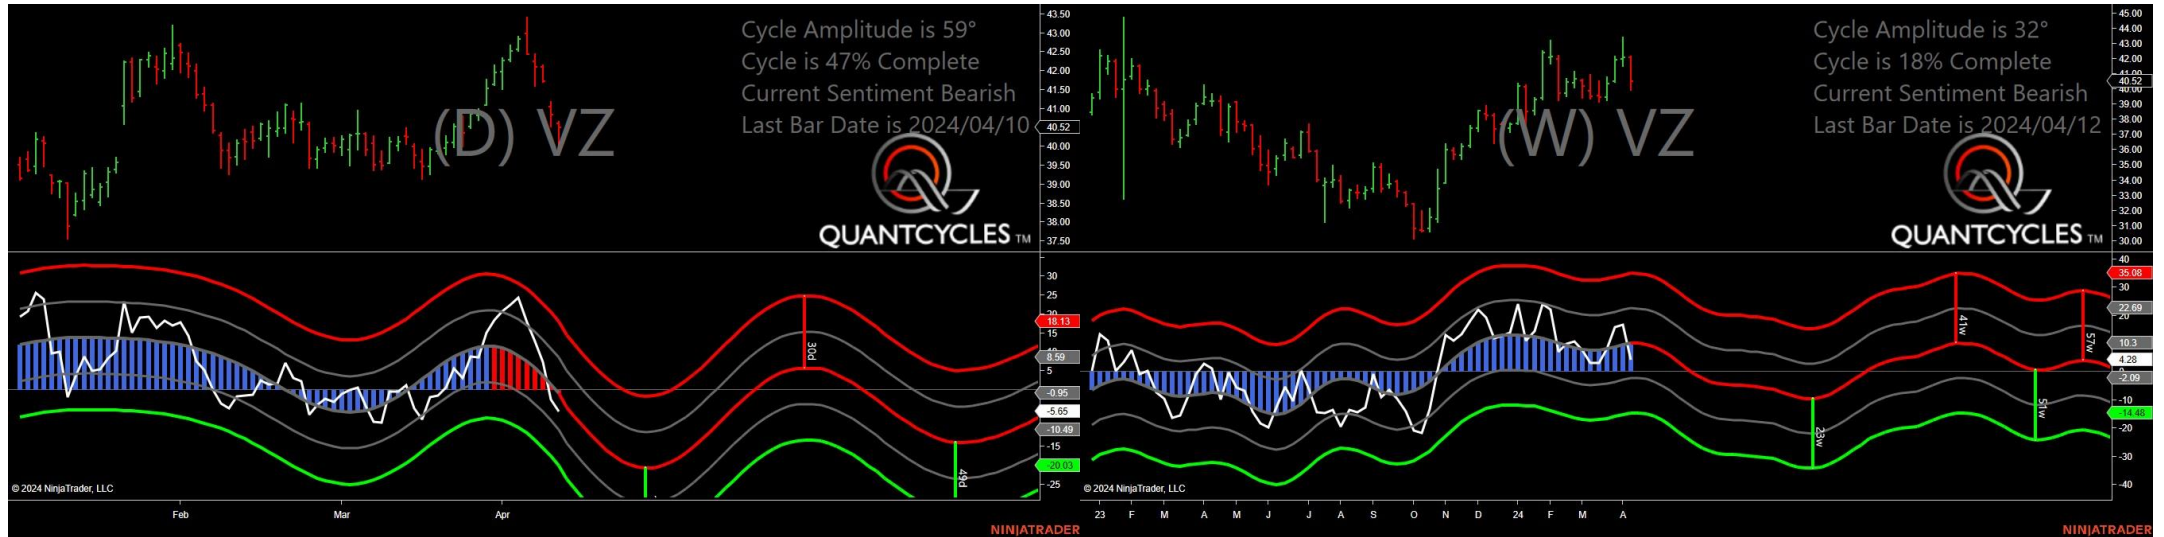 Cycle Amplitude is 59°
Cycle is 47% Complete
Current Sentiment Bearish
Last Bar Date is 2024/04/10
(D) VZ
QUANTCYCLES TM
43.50
43.00
42.50
42.00
41.50
41.00
40.52
40.00
39.50
39.00
38.50
38.00
37.50
30
25
20
18.13
15
8.59
5
-0.95
-5.65
-10.49
-15
-20.03
-25
30d
49d
© 2024 NinjaTrader, LLC
Feb Mar Apr
NINJATRADER
Cycle Amplitude is 32°
Cycle is 18% Complete
Current Sentiment Bearish
Last Bar Date is 2024/04/12
(W) VZ
QUANTCYCLES TM
45.00
44.00
43.00
42.00
41.00
40.52
40.00
39.00
38.00
37.00
36.00
35.00
34.00
33.00
32.00
31.00
30.00
40
35.08
30
22.69
20
10.3
4.28
-2.09
-10
-14.48
-20
-30
-40
23w
41w
51w
57w
© 2024 NinjaTrader, LLC
23 F M A M J J A S O N D 24 F M A
NINJATRADER